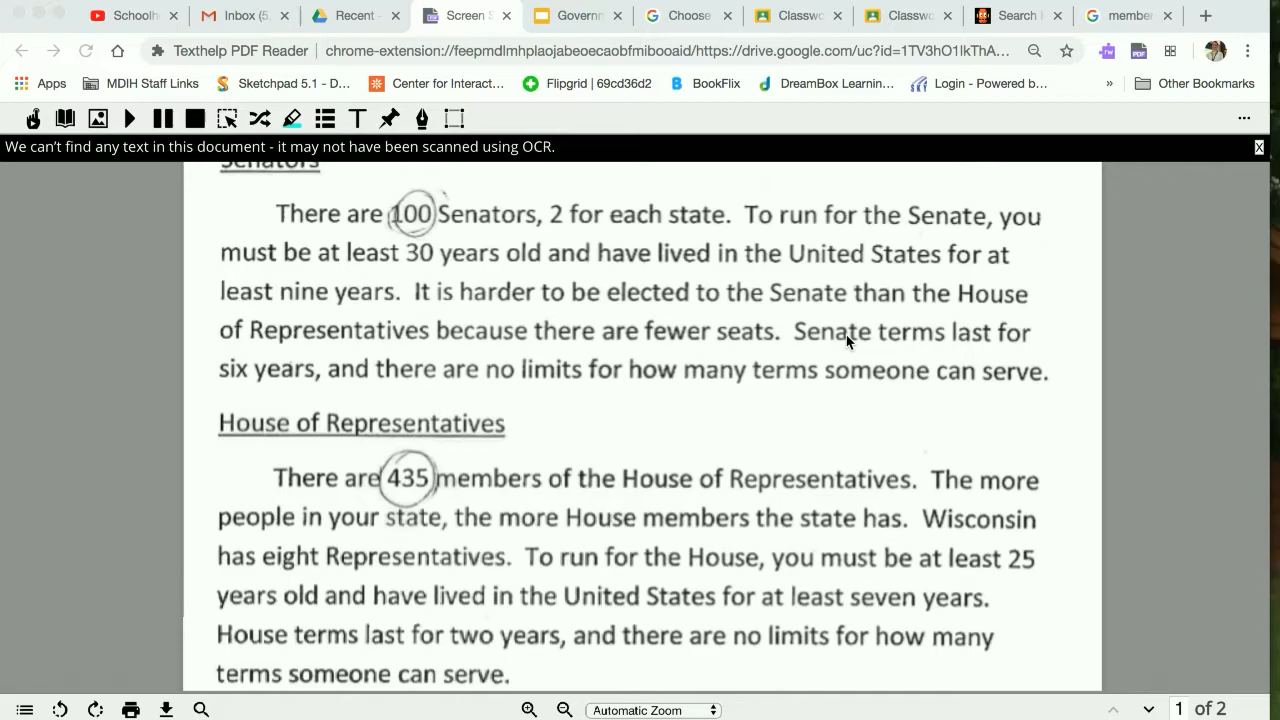 Schoolh
Inbox (5
Recent -
Screen S
Governm
Choose
Classwo
Classwo
Search
member
Texthelp PDF Reader
chrome-extension://feepmdlmhplaojabeoecaobfmibooaid/https://drive.google.com/uc?id=1TV3hO1lkThA...
Apps
MDIH Staff Links
Sketchpad 5.1 - D...
Center for Interact...
Flipgrid | 69cd36d2
BookFlix
DreamBox Learnin...
Login - Powered b...
»
Other Bookmarks
We can't find any text in this document - it may not have been scanned using OCR.
X
Senators
There are 100 Senators, 2 for each state. To run for the Senate, you
must be at least 30 years old and have lived in the United States for at
least nine years. It is harder to be elected to the Senate than the House
of Representatives because there are fewer seats. Senate terms last for
six years, and there are no limits for how many terms someone can serve.
House of Representatives
There are 435 members of the House of Representatives. The more
people in your state, the more House members the state has. Wisconsin
has eight Representatives. To run for the House, you must be at least 25
years old and have lived in the United States for at least seven years.
House terms last for two years, and there are no limits for how many
terms someone can serve.
Automatic Zoom
1 of 2